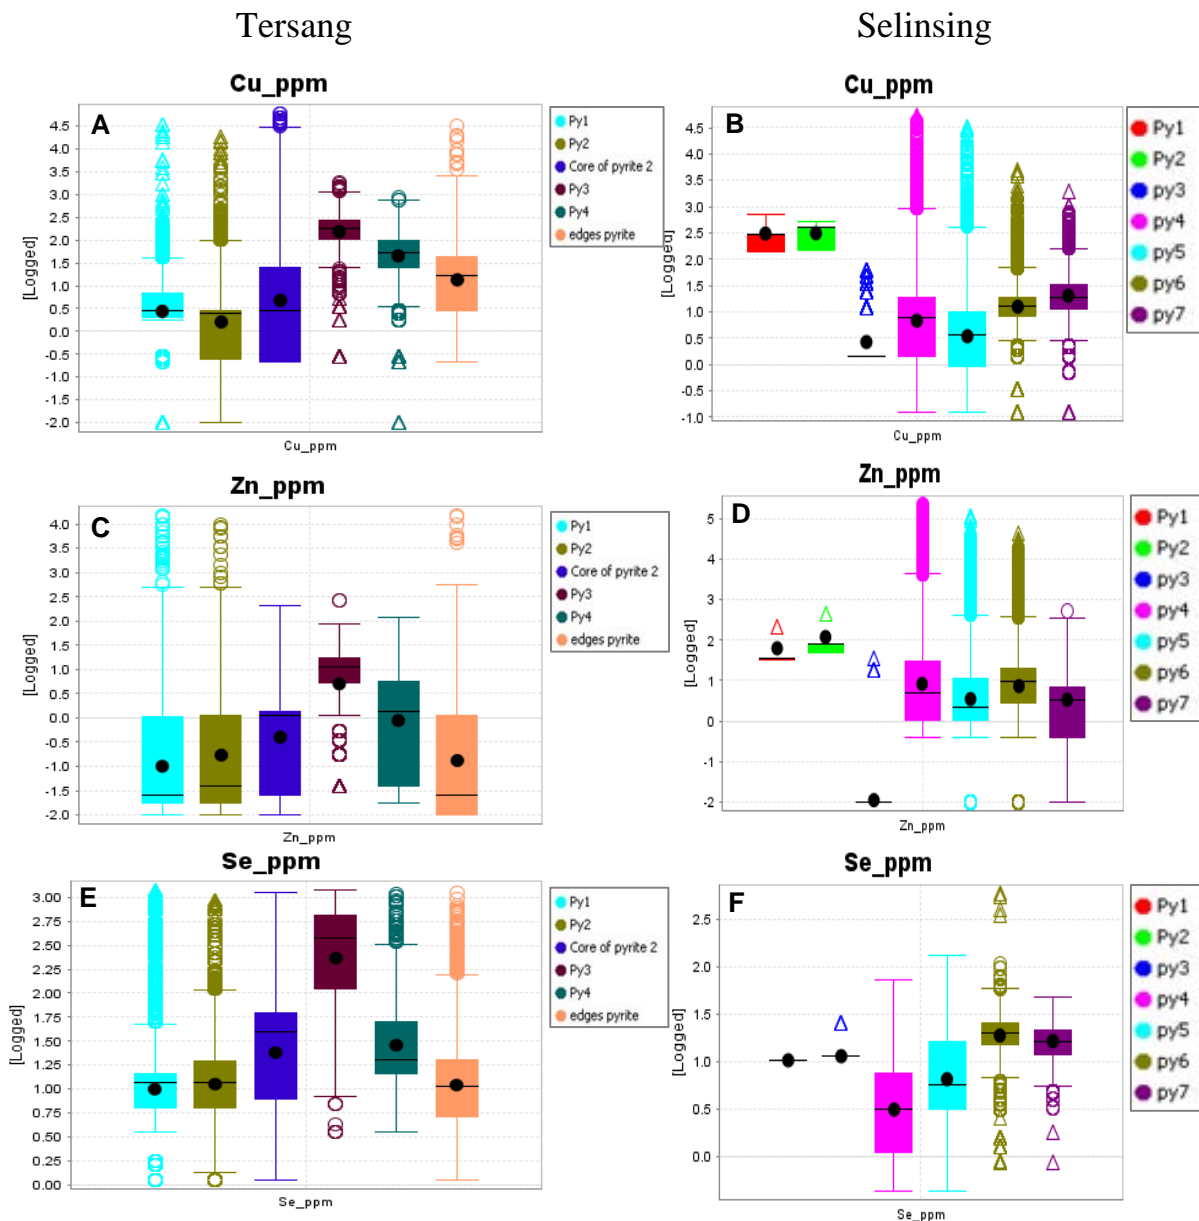 Tersang
Selinsing
Cu_ppm
A
[Logged]
4.5
4.0
3.5
3.0
2.5
2.0
1.5
1.0
0.5
0.0
-0.5
-1.0
-1.5
-2.0
Cu_ppm
Py1
Py2
Core of pyrite 2
Py3
Py4
edges pyrite
Cu_ppm
B
[Logged]
4.5
4.0
3.5
3.0
2.5
2.0
1.5
1.0
0.5
0.0
-0.5
-1.0
Cu_ppm
Py1
Py2
py3
py4
py5
py6
py7
Zn_ppm
C
[Logged]
4.0
3.5
3.0
2.5
2.0
1.5
1.0
0.5
0.0
-0.5
-1.0
-1.5
-2.0
Zn_ppm
Py1
Py2
Core of pyrite 2
Py3
Py4
edges pyrite
Zn_ppm
D
[Logged]
5
4
3
2
1
0
-1
-2
Zn_ppm
Py1
Py2
py3
py4
py5
py6
py7
Se_ppm
E
[Logged]
3.00
2.75
2.50
2.25
2.00
1.75
1.50
1.25
1.00
0.75
0.50
0.25
0.00
Se_ppm
Py1
Py2
Core of pyrite 2
Py3
Py4
edges pyrite
Se_ppm
F
[Logged]
2.5
2.0
1.5
1.0
0.5
0.0
Se_ppm
Py1
Py2
py3
py4
py5
py6
py7